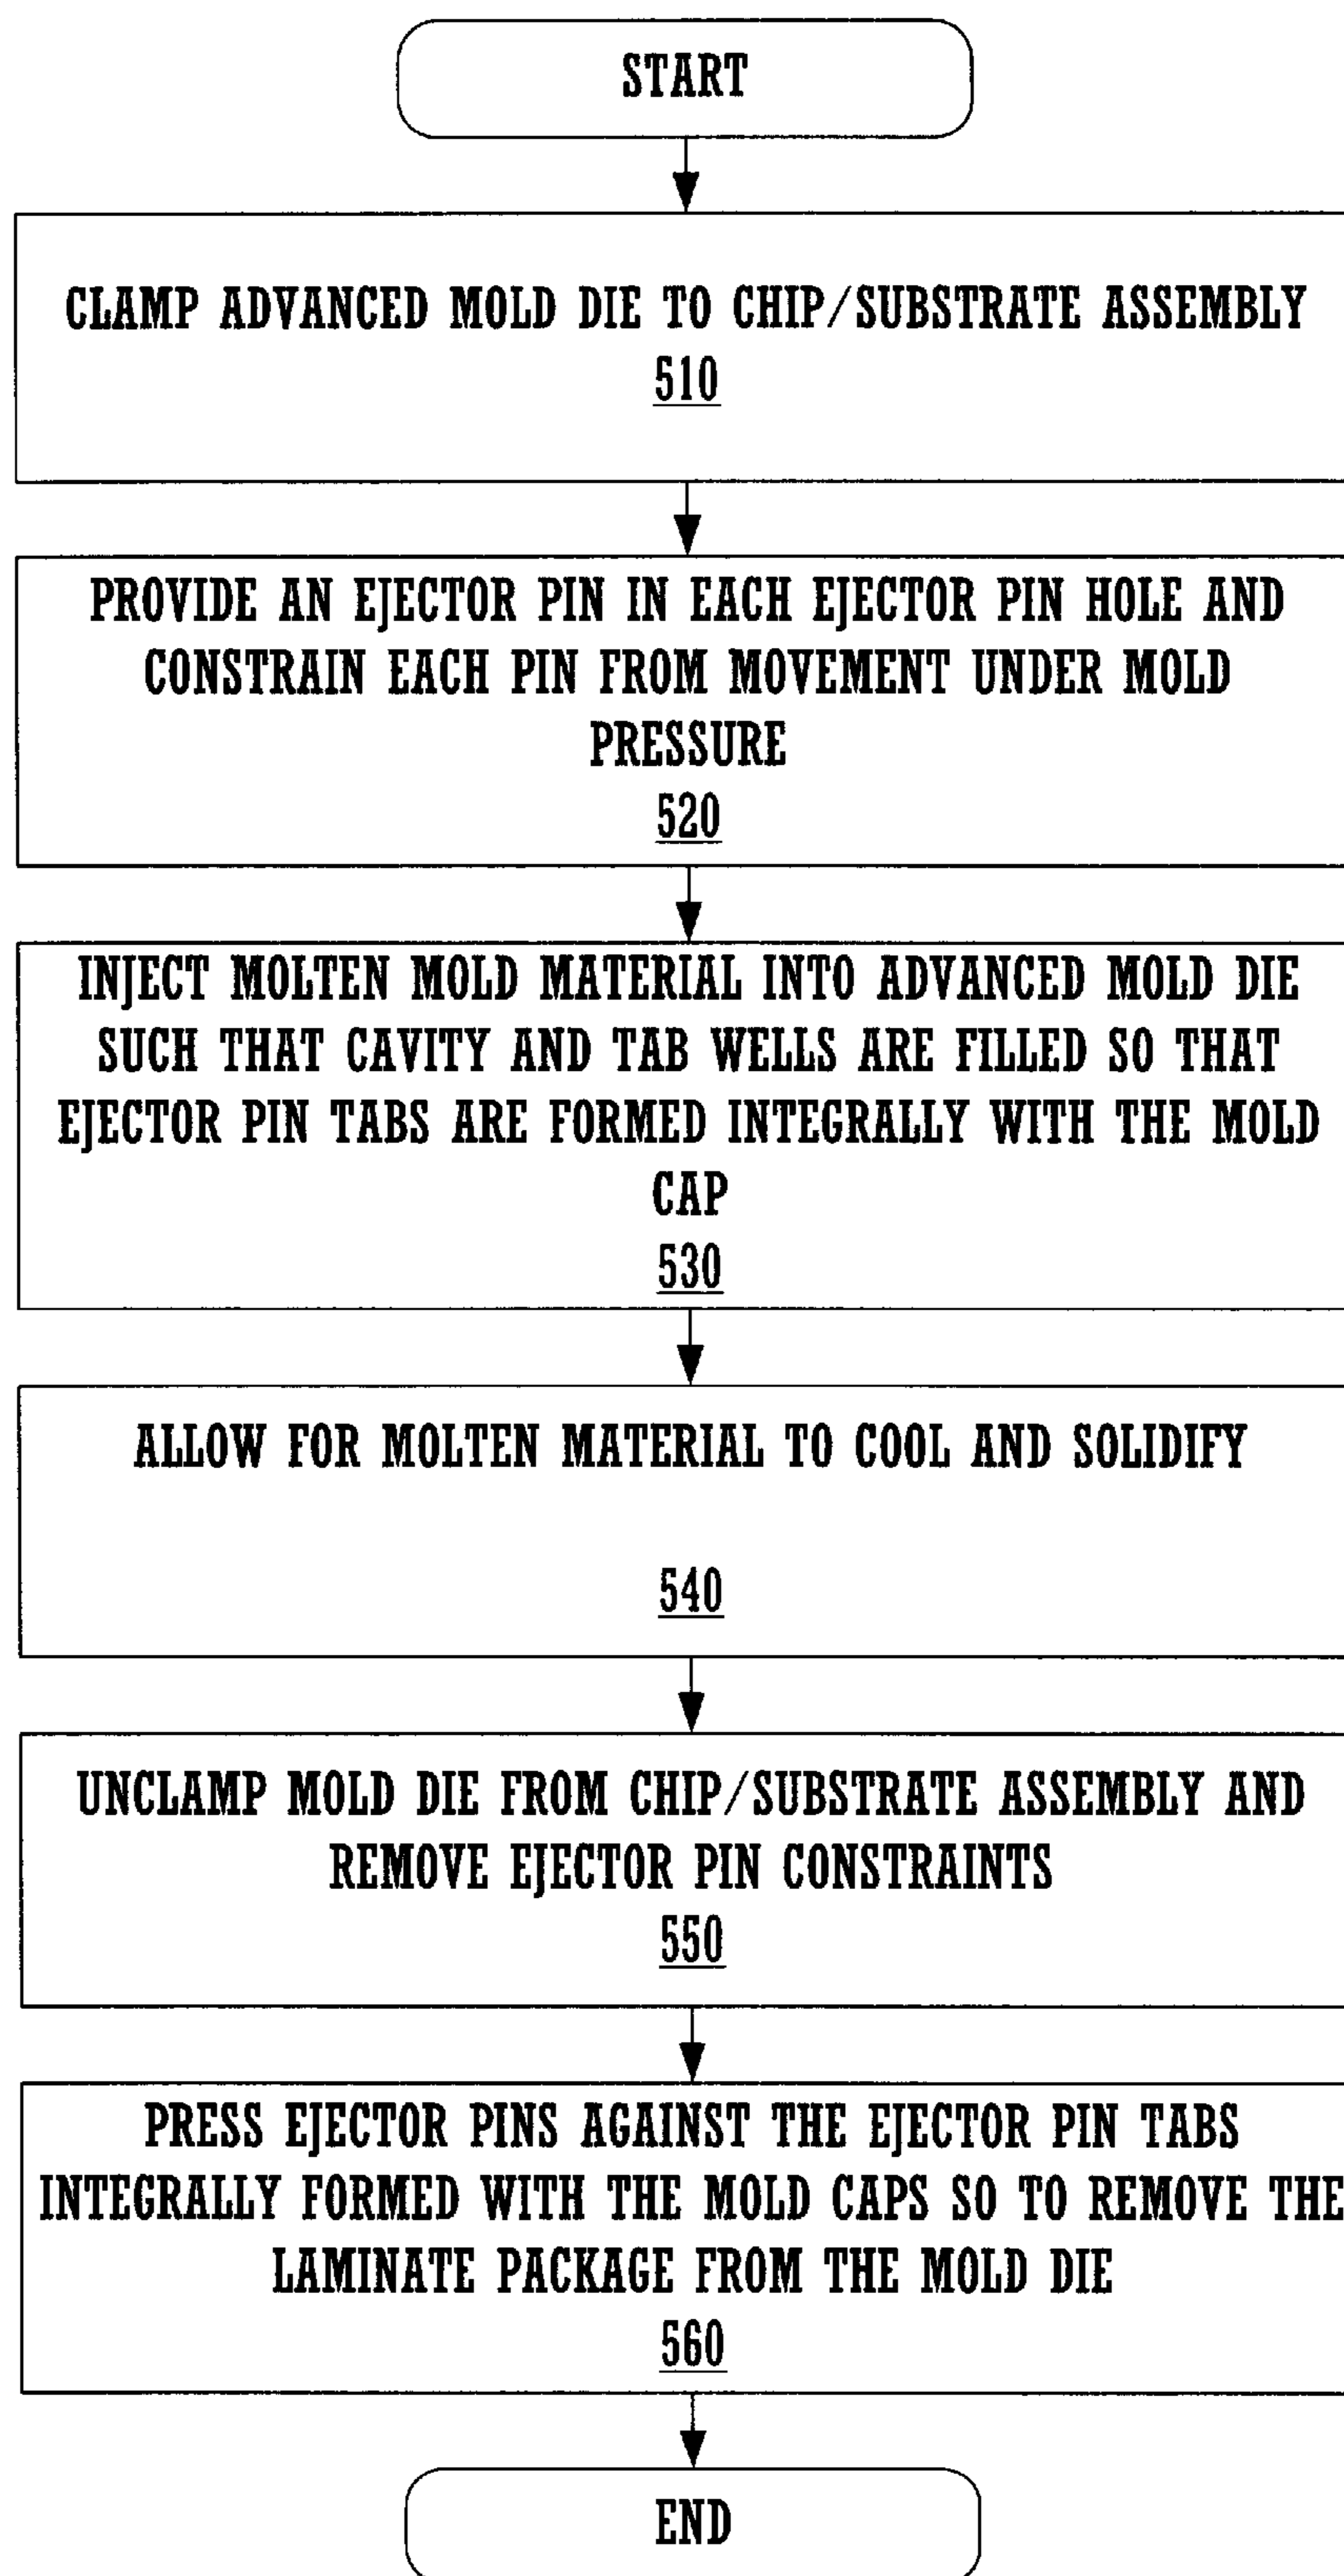 START
CLAMP ADVANCED MOLD DIE TO CHIP/SUBSTRATE ASSEMBLY
510
PROVIDE AN EJECTOR PIN IN EACH EJECTOR PIN HOLE AND
CONSTRAIN EACH PIN FROM MOVEMENT UNDER MOLD
PRESSURE
520
INJECT MOLTEN MOLD MATERIAL INTO ADVANCED MOLD DIE
SUCH THAT CAVITY AND TAB WELLS ARE FILLED SO THAT
EJECTOR PIN TABS ARE FORMED INTEGRALLY WITH THE MOLD
CAP
530
ALLOW FOR MOLTEN MATERIAL TO COOL AND SOLIDIFY
540
UNCLAMP MOLD DIE FROM CHIP/SUBSTRATE ASSEMBLY AND
REMOVE EJECTOR PIN CONSTRAINTS
550
PRESS EJECTOR PINS AGAINST THE EJECTOR PIN TABS
INTEGRALLY FORMED WITH THE MOLD CAPS SO TO REMOVE THE
LAMINATE PACKAGE FROM THE MOLD DIE
560
END